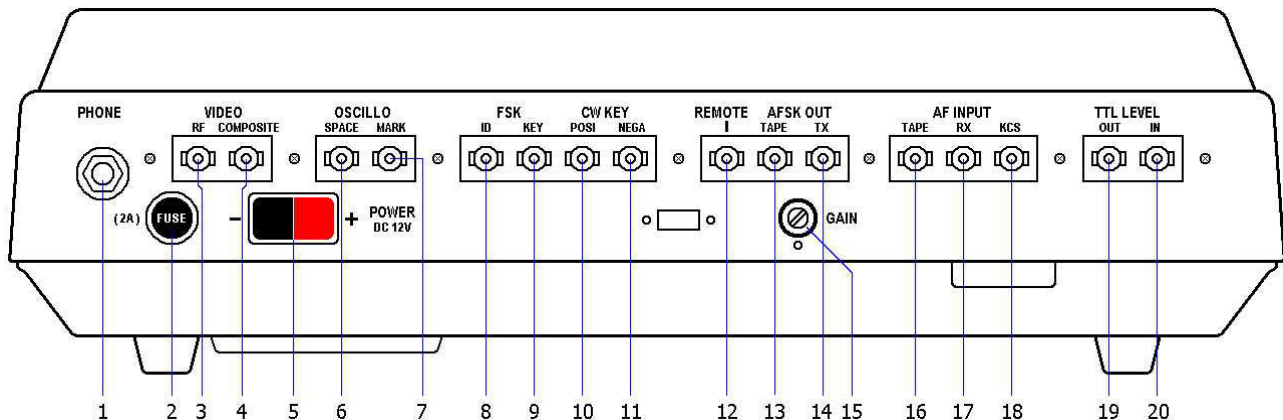 PHONE VIDEO OSCILLO FSK CW KEY REMOTE AFSK OUT AF INPUT TTL LEVEL
RF COMPOSITE SPACE MARK ID KEY POSI NEGA I TAPE TX TAPE RX KCS OUT IN
(2A) FUSE - + POWER GAIN
DC 12V
1 2 3 4 5 6 7 8 9 10 11 12 13 14 15 16 17 18 19 20